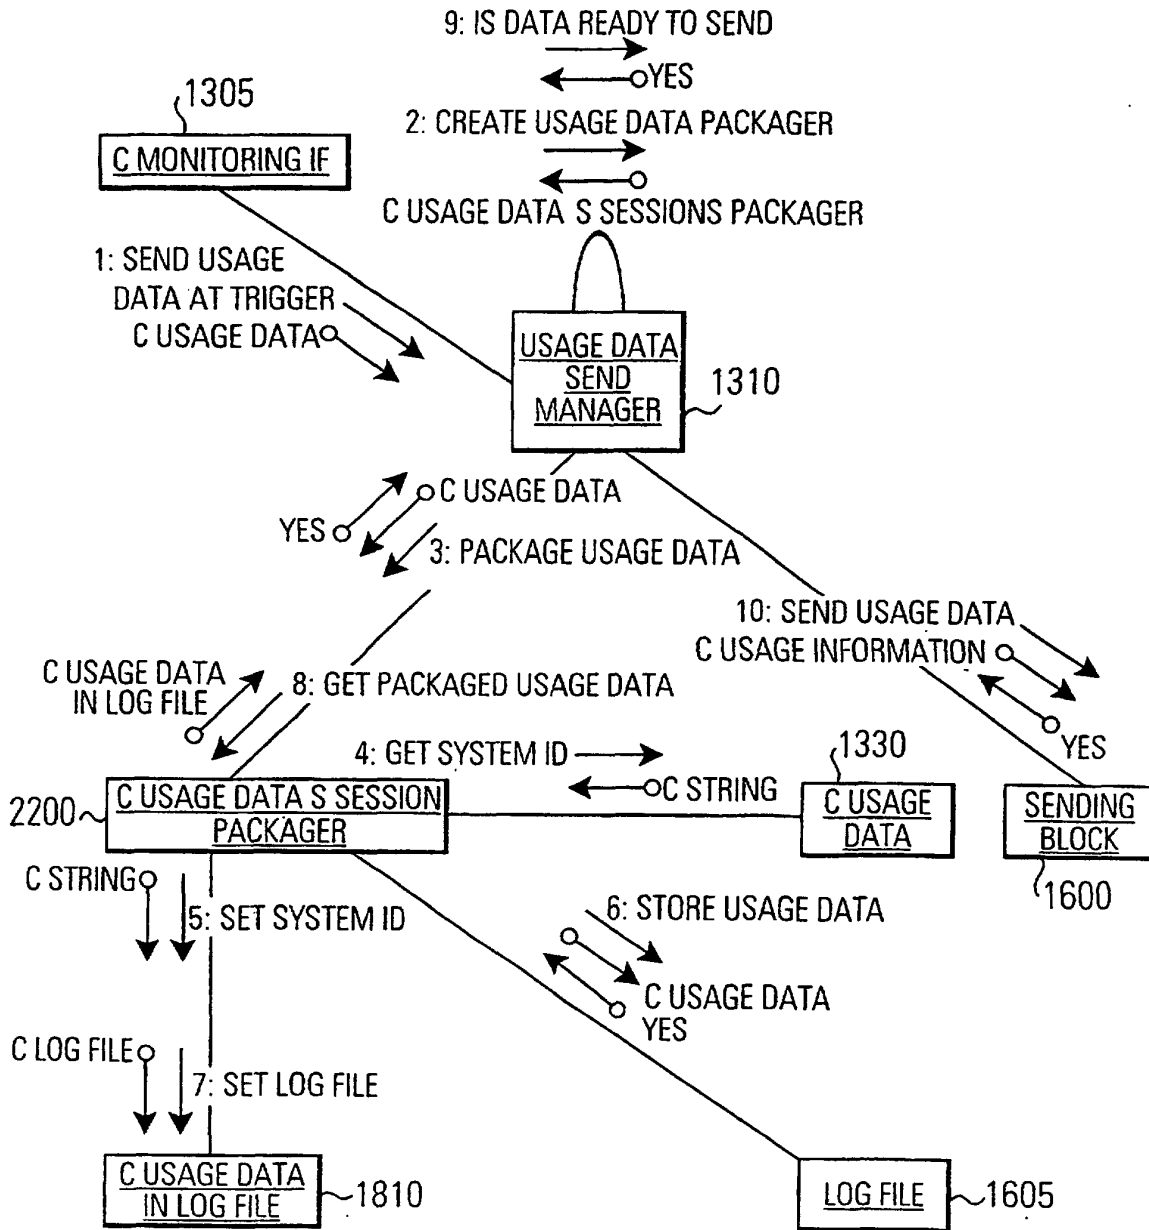 9: IS DATA READY TO SEND
YES
1305
2: CREATE USAGE DATA PACKAGER
C MONITORING IF
C USAGE DATA S SESSIONS PACKAGER
1: SEND USAGE
DATA AT TRIGGER
C USAGE DATA
USAGE DATA
SEND
MANAGER
1310
C USAGE DATA
YES
3: PACKAGE USAGE DATA
10: SEND USAGE DATA
C USAGE INFORMATION
YES
C USAGE DATA
IN LOG FILE
8: GET PACKAGED USAGE DATA
4: GET SYSTEM ID
C STRING
1330
2200
C USAGE DATA S SESSION
PACKAGER
C USAGE
DATA
SENDING
BLOCK
1600
C STRING
5: SET SYSTEM ID
6: STORE USAGE DATA
C USAGE DATA
YES
C LOG FILE
7: SET LOG FILE
C USAGE DATA
IN LOG FILE
1810
LOG FILE
1605